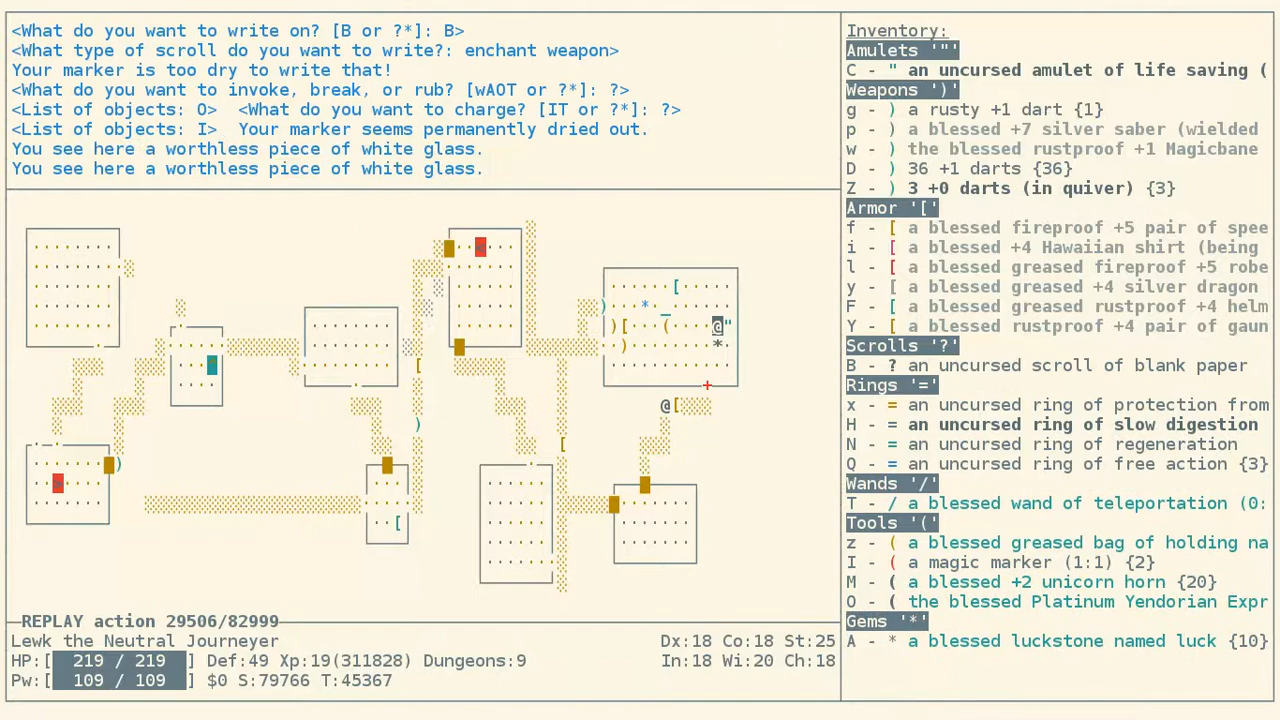 <What do you want to write on? [B or ?*]: B>
<What type of scroll do you want to write?: enchant weapon>
Your marker is too dry to write that!
<What do you want to invoke, break, or rub? [wAOT or ?*]: ?>
<List of objects: O>  <What do you want to charge? [IT or ?*]: ?>
<List of objects: I>  Your marker seems permanently dried out.
You see here a worthless piece of white glass.
You see here a worthless piece of white glass.
REPLAY action 29506/82999
Lewk the Neutral Journeyer Dx:18 Co:18 St:25
HP:[ 219 / 219 ] Def:49 Xp:19(311828) Dungeons:9 In:18 Wi:20 Ch:18
Pw:[ 109 / 109 ] $0 S:79766 T:45367
Inventory:
Amulets '"'
C - " an uncursed amulet of life saving (
Weapons ')'
g - ) a rusty +1 dart {1}
p - ) a blessed +7 silver saber (wielded
w - ) the blessed rustproof +1 Magicbane
D - ) 36 +1 darts {36}
Z - ) 3 +0 darts (in quiver) {3}
Armor '['
f - [ a blessed fireproof +5 pair of spee
i - [ a blessed +4 Hawaiian shirt (being
l - [ a blessed greased fireproof +5 robe
y - [ a blessed greased +4 silver dragon
F - [ a blessed greased rustproof +4 helm
Y - [ a blessed rustproof +4 pair of gaun
Scrolls '?'
B - ? an uncursed scroll of blank paper
Rings '='
x - = an uncursed ring of protection from
H - = an uncursed ring of slow digestion
N - = an uncursed ring of regeneration
Q - = an uncursed ring of free action {3}
Wands '/'
T - / a blessed wand of teleportation (0:
Tools '('
z - ( a blessed greased bag of holding na
I - ( a magic marker (1:1) {2}
M - ( a blessed +2 unicorn horn {20}
O - ( the blessed Platinum Yendorian Expr
Gems '*'
A - * a blessed luckstone named luck {10}